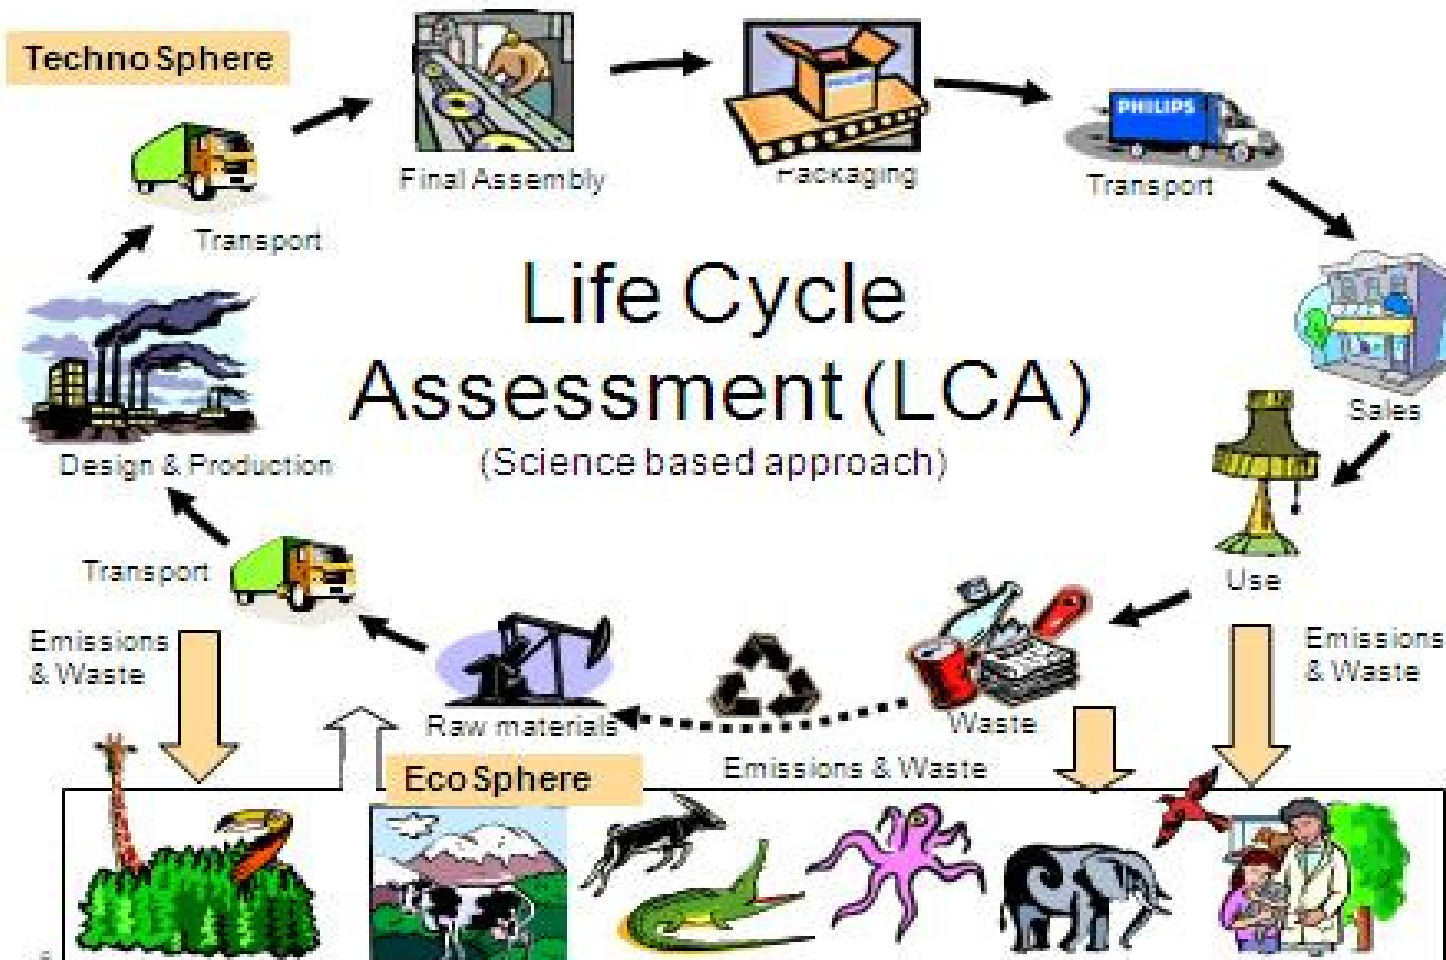 Techno Sphere
Final Assembly
Packaging
PHILIPS
Transport
Transport
Life Cycle
Assessment (LCA)
(Science based approach)
Sales
Design & Production
Transport
Use
Emissions
& Waste
Emissions
& Waste
Raw materials
Waste
Emissions & Waste
Eco Sphere